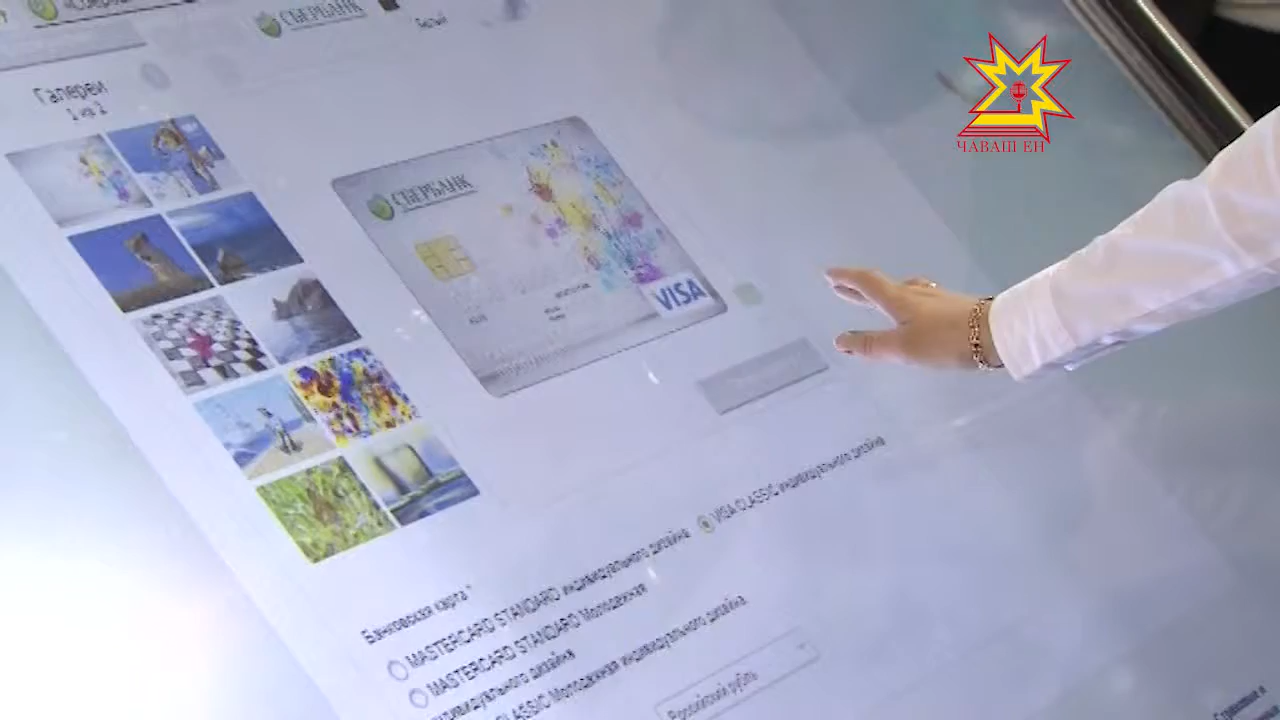 СБЕРБАНК
Галереи
1 из 2
СБЕРБАНК
VISA
ЧАВАШ ЕН
VISA CLASSIC индивидуального дизайна
Банковская карта *
MASTERCARD STANDARD индивидуального дизайна
MASTERCARD STANDARD Молодежная
индивидуального дизайна
CLASSIC Молодежная индивидуального дизайна
Российский рубль